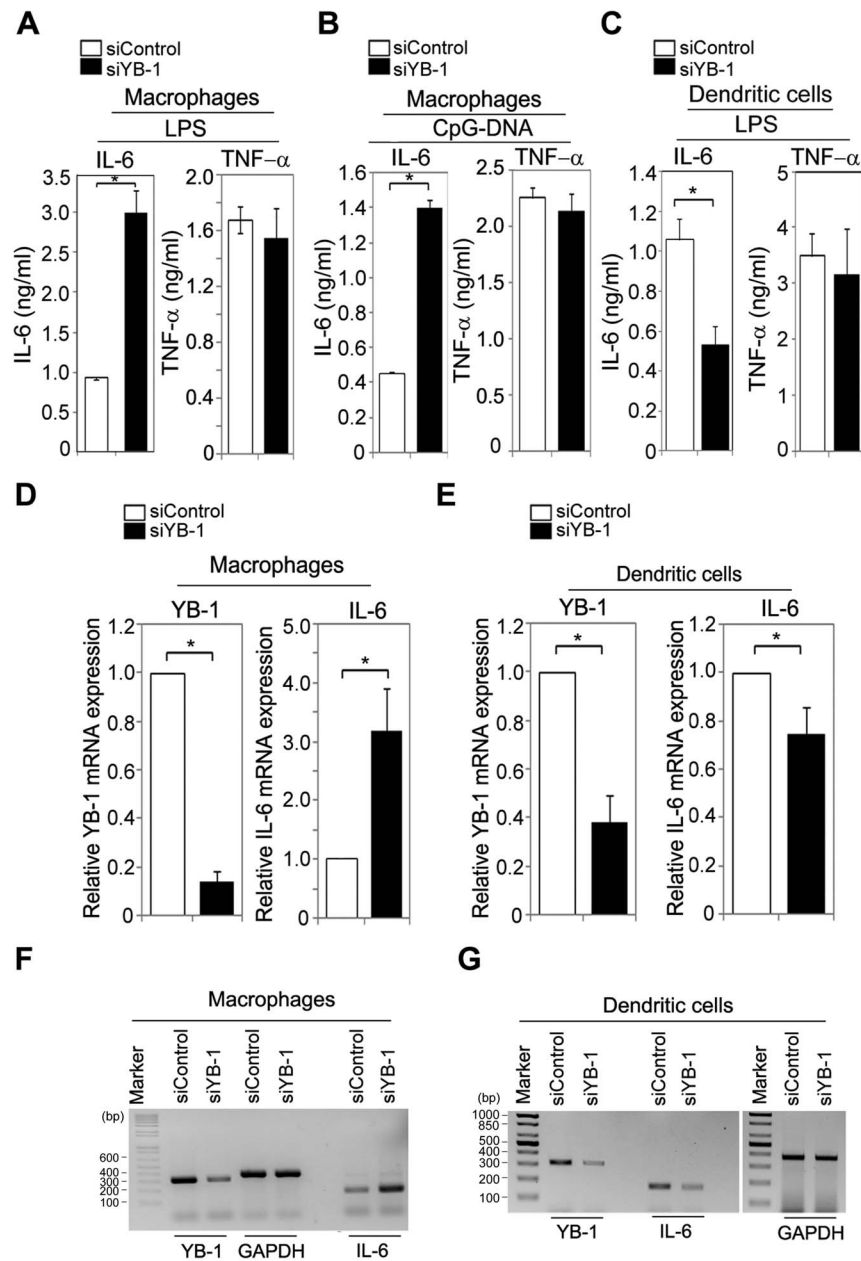 A
siControl
siYB-1
Macrophages
LPS
IL-6
TNF-α
IL-6 (ng/ml)
3.5
3.0
2.5
2.0
1.5
1.0
0.5
0
*
TNF-α (ng/ml)
2.0
1.6
1.2
0.8
0.4
0
B
siControl
siYB-1
Macrophages
CpG-DNA
IL-6
TNF-α
IL-6 (ng/ml)
1.6
1.4
1.2
1.0
0.8
0.6
0.4
0.2
0
*
TNF-α (ng/ml)
2.5
2.0
1.5
1.0
0.5
0
C
siControl
siYB-1
Dendritic cells
LPS
IL-6
TNF-α
IL-6 (ng/ml)
1.4
1.2
1.0
0.8
0.6
0.4
0.2
0
*
TNF-α (ng/ml)
5
4
3
2
1
0
D
siControl
siYB-1
Macrophages
YB-1
IL-6
Relative YB-1 mRNA expression
1.2
1.0
0.8
0.6
0.4
0.2
0
*
Relative IL-6 mRNA expression
5.0
4.0
3.0
2.0
1.0
0
*
E
siControl
siYB-1
Dendritic cells
YB-1
IL-6
Relative YB-1 mRNA expression
1.2
1.0
0.8
0.6
0.4
0.2
0
*
Relative IL-6 mRNA expression
1.2
1.0
0.8
0.6
0.4
0.2
0
*
F
Macrophages
Marker
siControl
siYB-1
siControl
siYB-1
siControl
siYB-1
(bp)
600
400
300
200
100
YB-1
GAPDH
IL-6
G
Dendritic cells
Marker
siControl
siYB-1
siControl
siYB-1
Marker
siControl
siYB-1
(bp)
1000
850
500
400
300
200
100
(bp)
1000
850
500
400
300
200
100
YB-1
IL-6
GAPDH